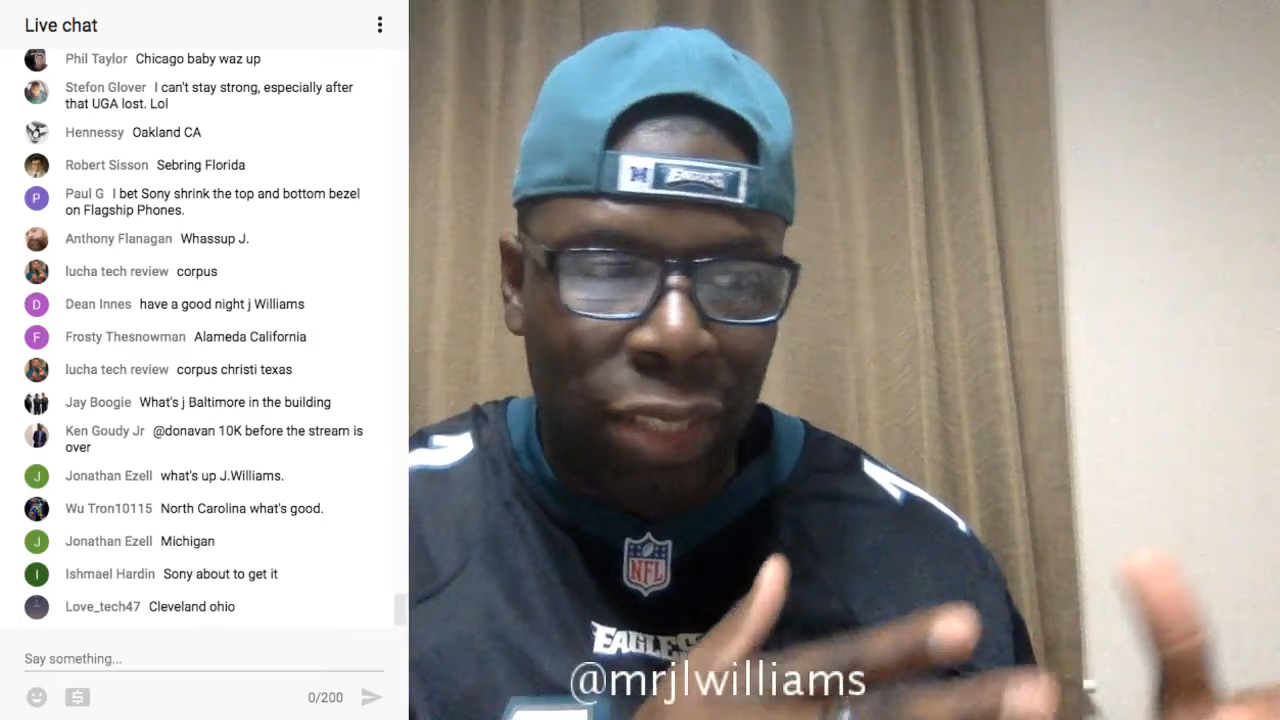 Live chat
Phil Taylor Chicago baby waz up
Stefon Glover I can't stay strong, especially after
that UGA lost. Lol
Hennessy Oakland CA
Robert Sisson Sebring Florida
P Paul G I bet Sony shrink the top and bottom bezel
on Flagship Phones.
Anthony Flanagan Whassup J.
lucha tech review corpus
D Dean Innes have a good night j Williams
F Frosty Thesnowman Alameda California
lucha tech review corpus christi texas
Jay Boogie What's j Baltimore in the building
Ken Goudy Jr @donavan 10K before the stream is
over
J Jonathan Ezell what's up J.Williams.
Wu Tron10115 North Carolina what's good.
J Jonathan Ezell Michigan
I Ishmael Hardin Sony about to get it
Love_tech47 Cleveland ohio
Say something...
0/200
EAGLES
NFL
EAGLES
@mrjlwilliams